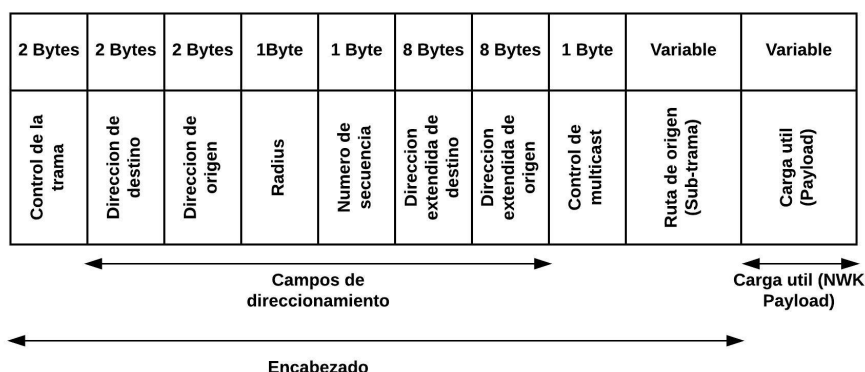 2 Bytes
2 Bytes
2 Bytes
1Byte
1 Byte
8 Bytes
8 Bytes
1 Byte
Variable
Variable
Control de la
trama
Direccion de
destino
Direccion de
origen
Radius
Numero de
secuencia
Direccion
extendida de
destino
Direccion
extendida de
origen
Control de
multicast
Ruta de origen
(Sub-trama)
Carga util
(Payload)
Campos de
direccionamiento
Carga util (NWK
Payload)
Encabezado